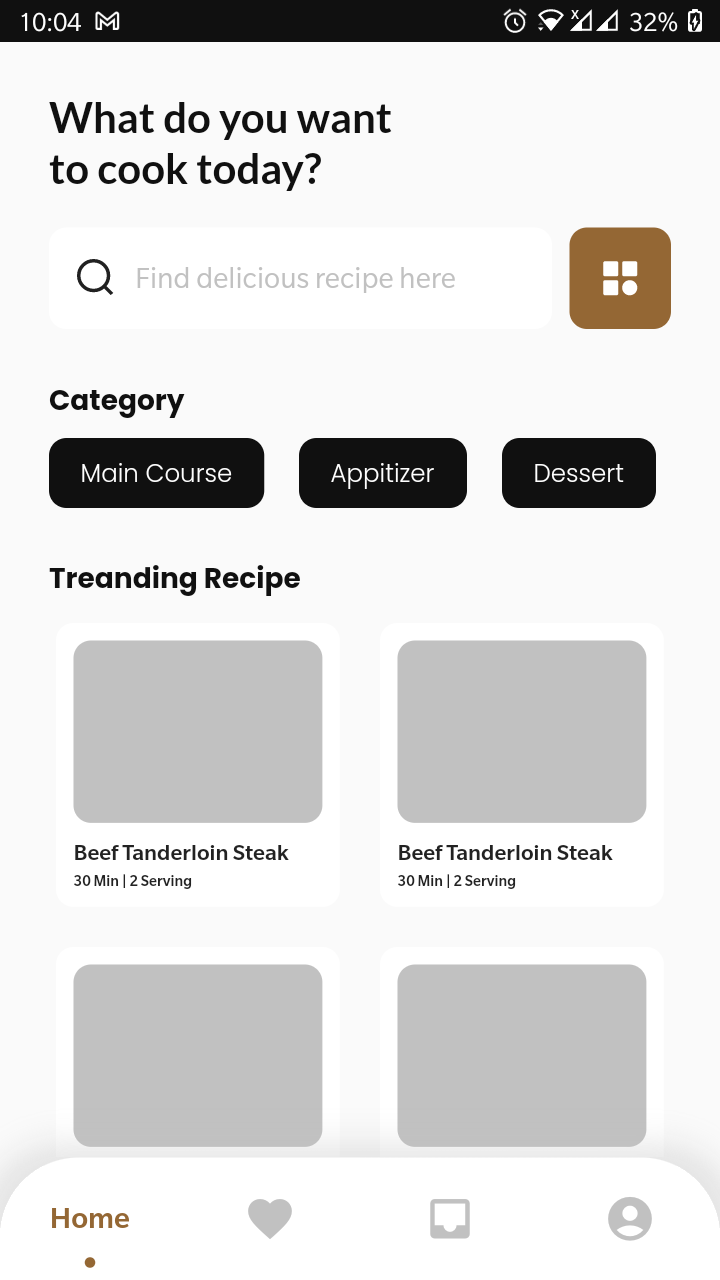 10:04 32%
What do you want
to cook today?
Find delicious recipe here
Category
Main Course Appitizer Dessert
Treanding Recipe
Beef Tanderloin Steak Beef Tanderloin Steak
30 Min | 2 Serving 30 Min | 2 Serving
Home